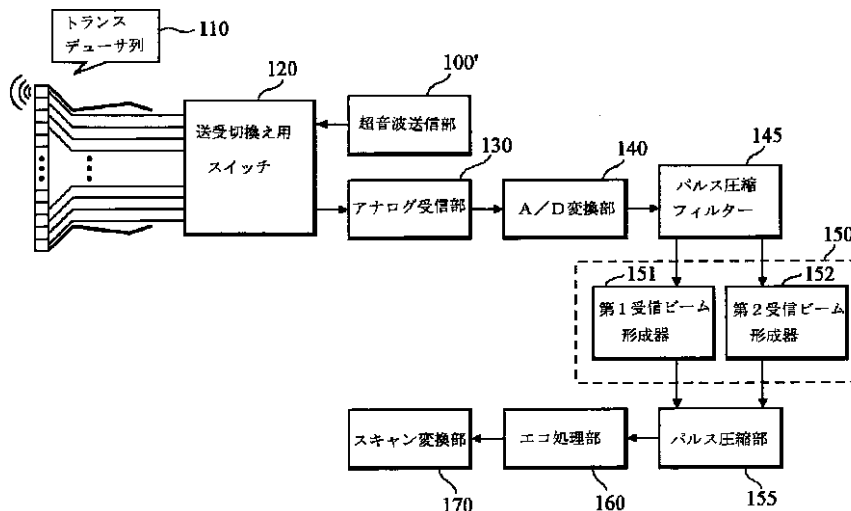 トランス
デューサ列
110
120
送受切換え用
スイッチ
100'
超音波送信部
130
アナログ受信部
140
A/D変換部
145
パルス圧縮
フィルター
150
151
第1受信ビーム
形成器
152
第2受信ビーム
形成器
スキャン変換部
170
エコ処理部
160
パルス圧縮部
155